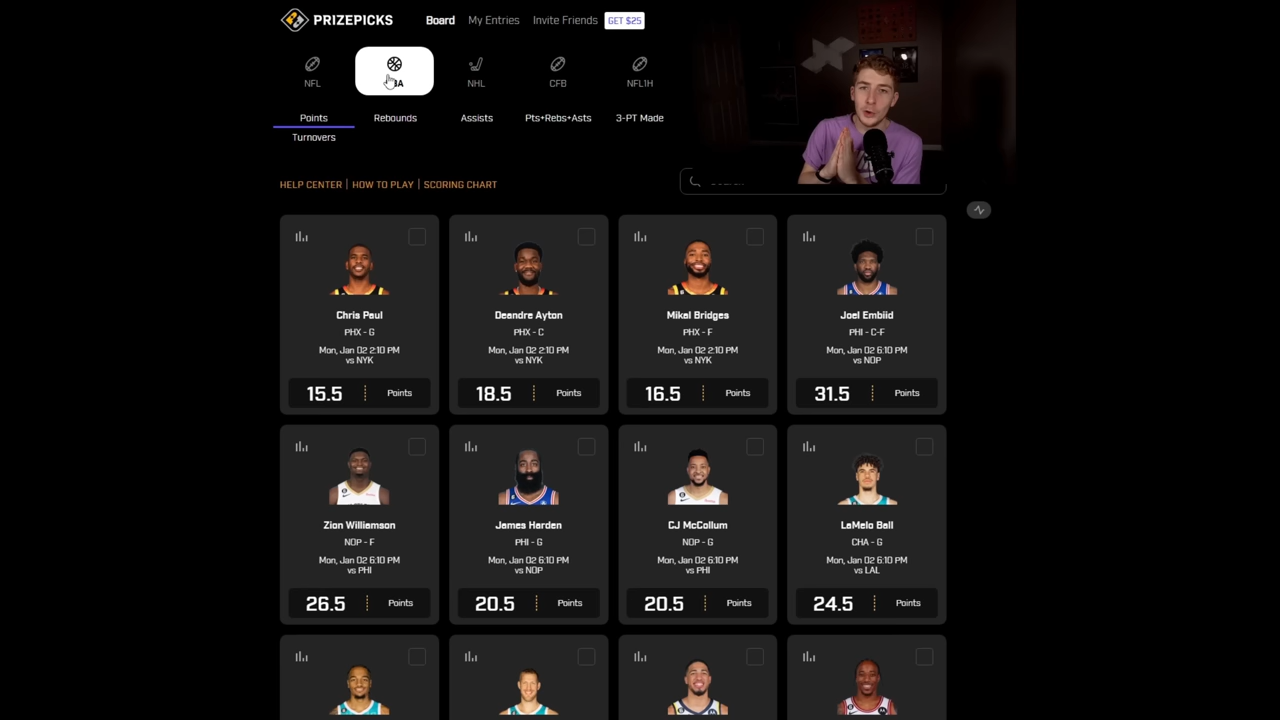 PRIZEPICKS
Board
My Entries
Invite Friends
GET $25
NFL
NHL
CFB
NFL1H
Points
Rebounds
Assists
Pts+Rebs+Asts
3-PT Made
Turnovers
HELP CENTER | HOW TO PLAY | SCORING CHART
Chris Paul
PHX - G
Mon, Jan 02 2:10 PM
vs NYK
15.5
Points
Deandre Ayton
PHX - C
Mon, Jan 02 2:10 PM
vs NYK
18.5
Points
Mikal Bridges
PHX - F
Mon, Jan 02 2:10 PM
vs NYK
16.5
Points
Joel Embiid
PHI - C-F
Mon, Jan 02 6:10 PM
vs NOP
31.5
Points
Zion Williamson
NOP - F
Mon, Jan 02 6:10 PM
vs PHI
26.5
Points
James Harden
PHI - G
Mon, Jan 02 6:10 PM
vs NOP
20.5
Points
CJ McCollum
NOP - G
Mon, Jan 02 6:10 PM
vs PHI
20.5
Points
LaMelo Ball
CHA - G
Mon, Jan 02 6:10 PM
vs LAL
24.5
Points